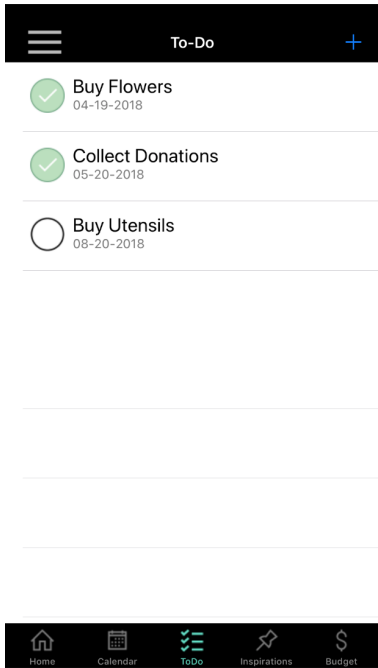 To-Do
Buy Flowers
04-19-2018
Collect Donations
05-20-2018
Buy Utensils
08-20-2018
Home Calendar ToDo Inspirations Budget